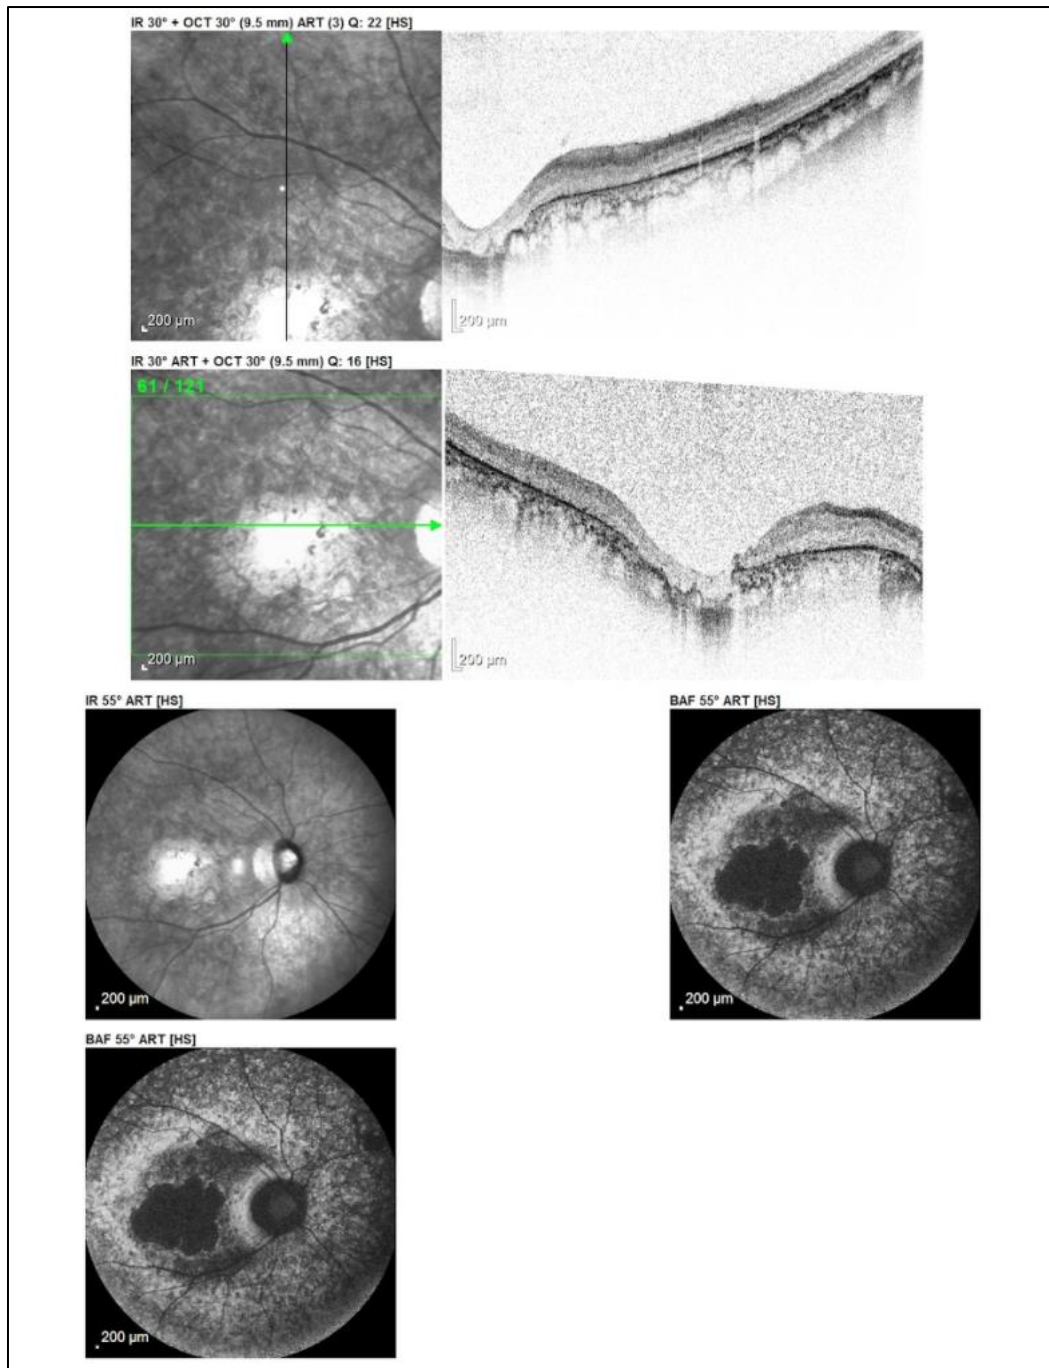 IR 30° + OCT 30° (9.5 mm) ART (3) Q: 22 [HS]
200 µm
200 µm
IR 30° ART + OCT 30° (9.5 mm) Q: 16 [HS]
61 / 121
200 µm
200 µm
IR 55° ART [HS]
BAF 55° ART [HS]
200 µm
200 µm
BAF 55° ART [HS]
200 µm